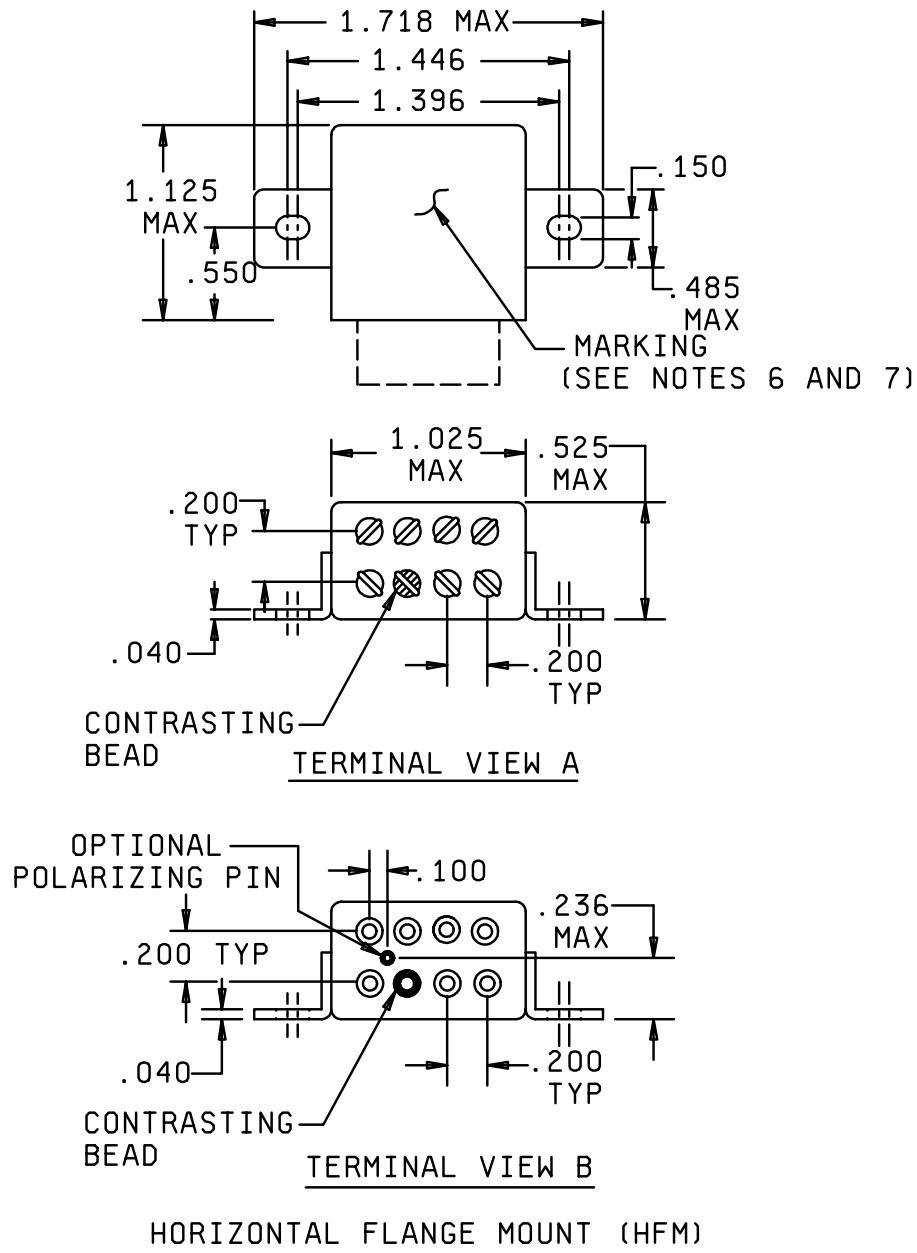 1.718 MAX
1.446
1.396
.150
1.125
MAX
.550
.485
MAX
MARKING
(SEE NOTES 6 AND 7)
1.025
MAX
.525
MAX
.200
TYP
.040
.200
TYP
CONTRASTING
BEAD
TERMINAL VIEW A
OPTIONAL
POLARIZING PIN
.100
.236
MAX
.200 TYP
.040
.200
TYP
CONTRASTING
BEAD
TERMINAL VIEW B
HORIZONTAL FLANGE MOUNT (HFM)